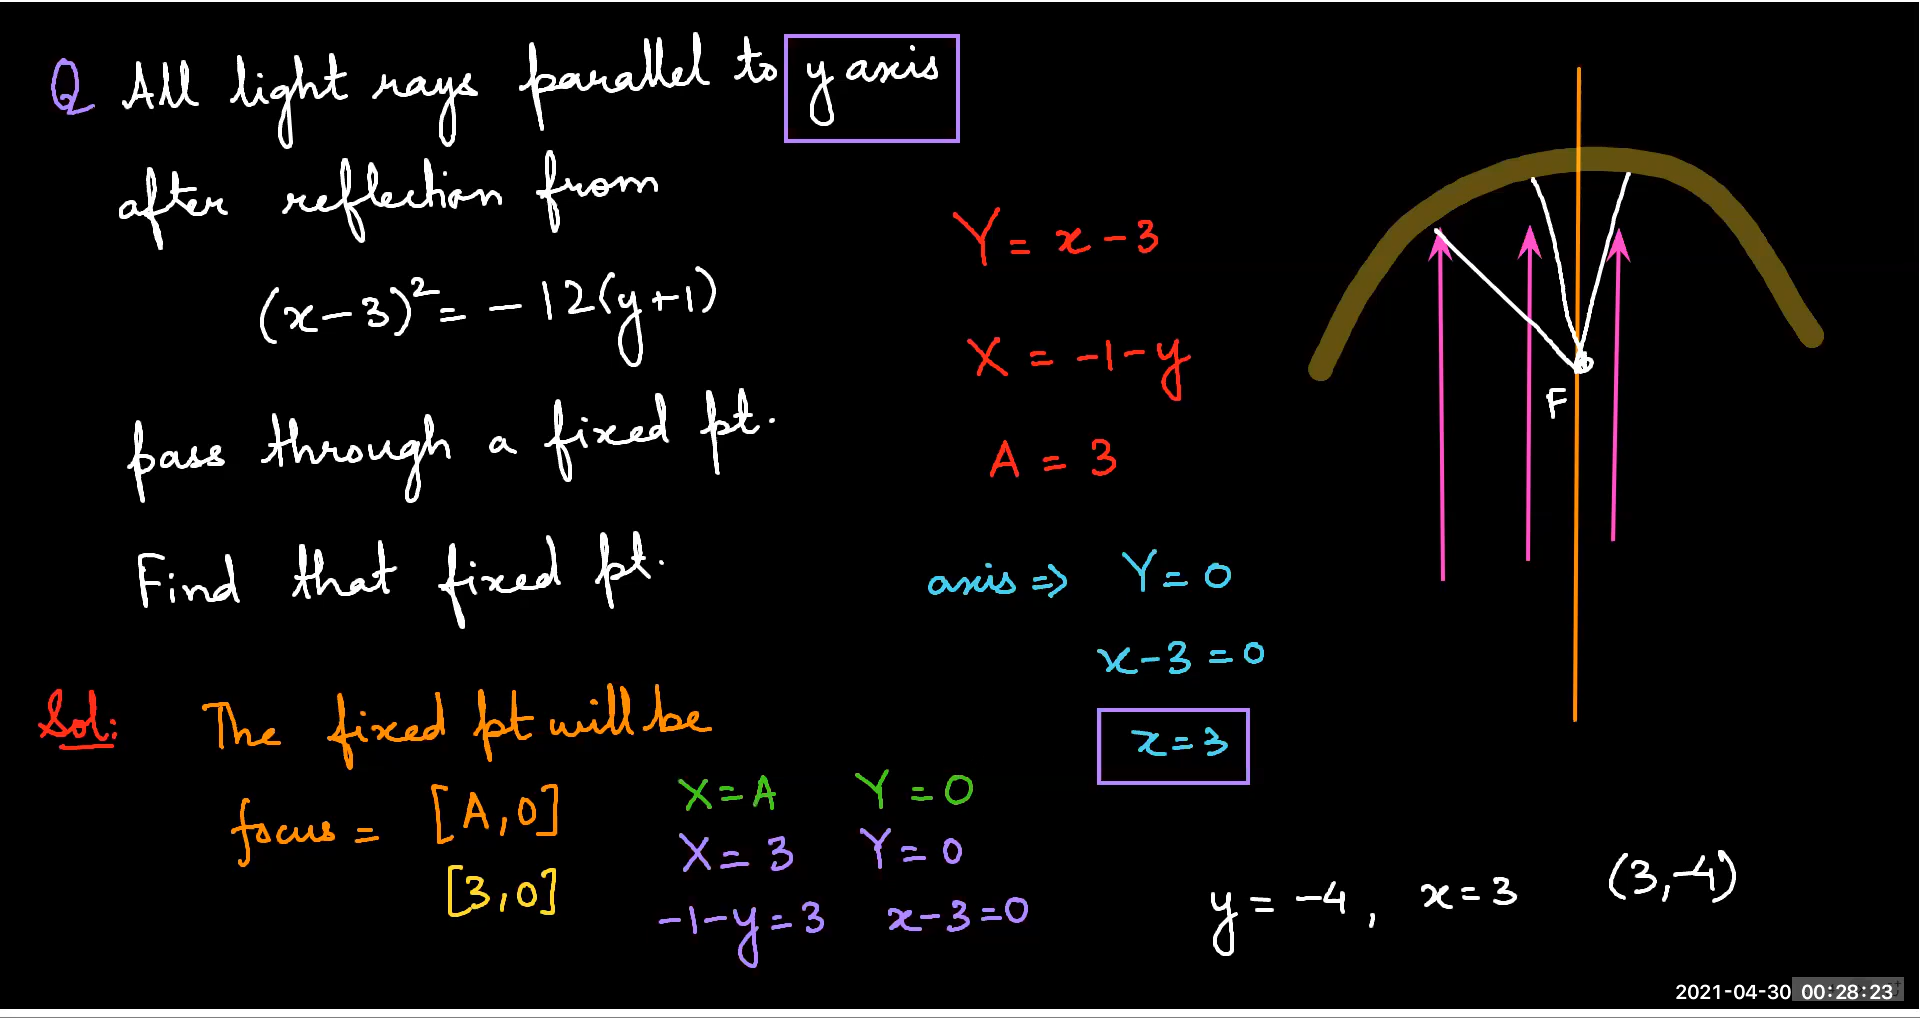 Q All light rays parallel to y axis
after reflection from
(x-3)² = -12(y+1)
pass through a fixed pt.
Find that fixed pt.
Y = x-3
X = -1-y
A = 3
axis ⇒ Y = 0
x-3 = 0
x = 3
F
Sol: The fixed pt will be
focus = [A,0]
[3,0]
X = A Y = 0
X = 3 Y = 0
-1-y = 3 x-3 = 0
y = -4, x = 3 (3,-4)
2021-04-30 00:28:23